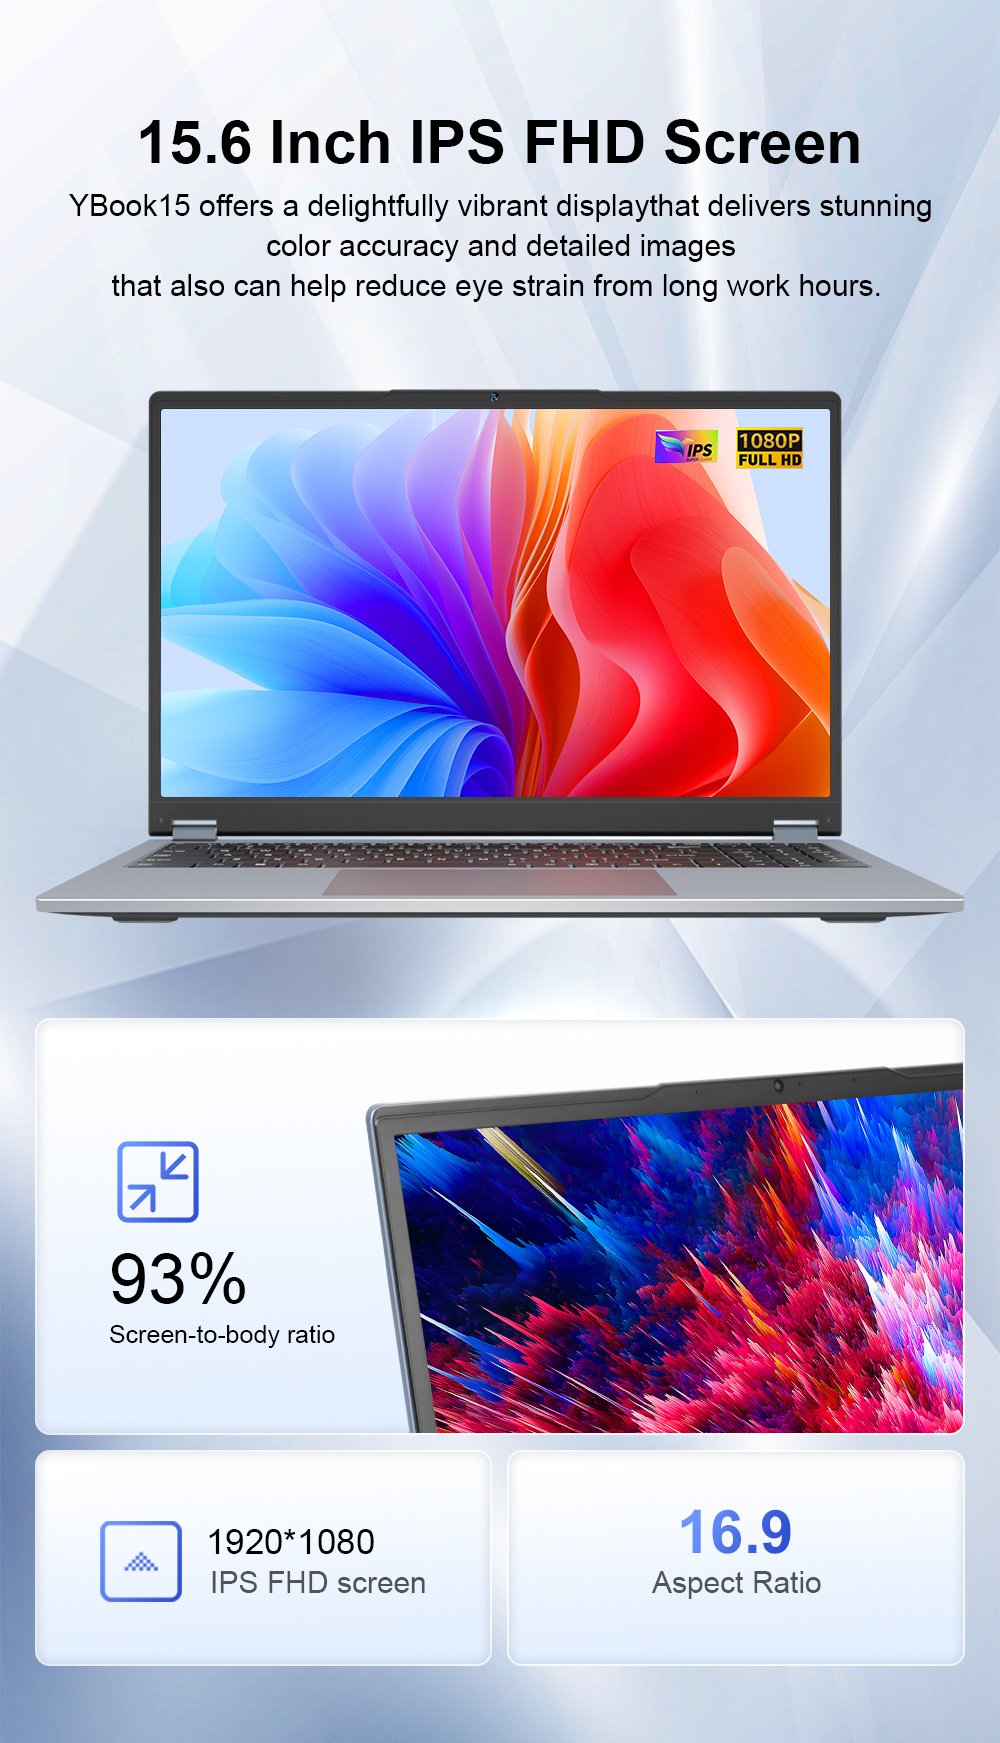 15.6 Inch IPS FHD Screen
YBook15 offers a delightfully vibrant displaythat delivers stunning
color accuracy and detailed images
that also can help reduce eye strain from long work hours.
IPS
1080P
FULL HD
93%
Screen-to-body ratio
1920*1080
IPS FHD screen
16.9
Aspect Ratio